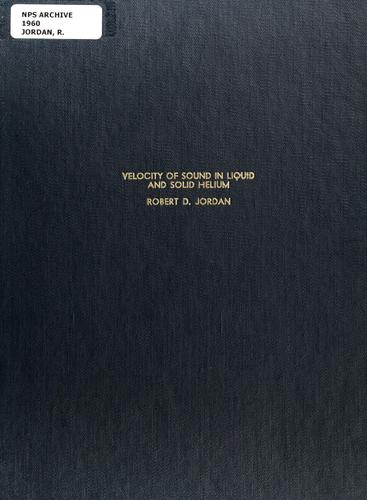 NPS ARCHIVE
1960
JORDAN, R.
VELOCITY OF SOUND IN LIQUID
AND SOLID HELIUM
ROBERT D. JORDAN